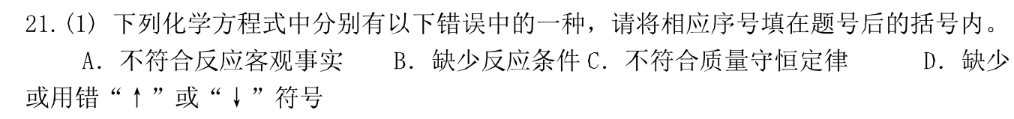 21.(1) 下列化学方程式中分别有以下错误中的一种，请将相应序号填在题号后的括号内。
A．不符合反应客观事实 B．缺少反应条件 C．不符合质量守恒定律 D．缺少
或用错“↑”或“↓”符号